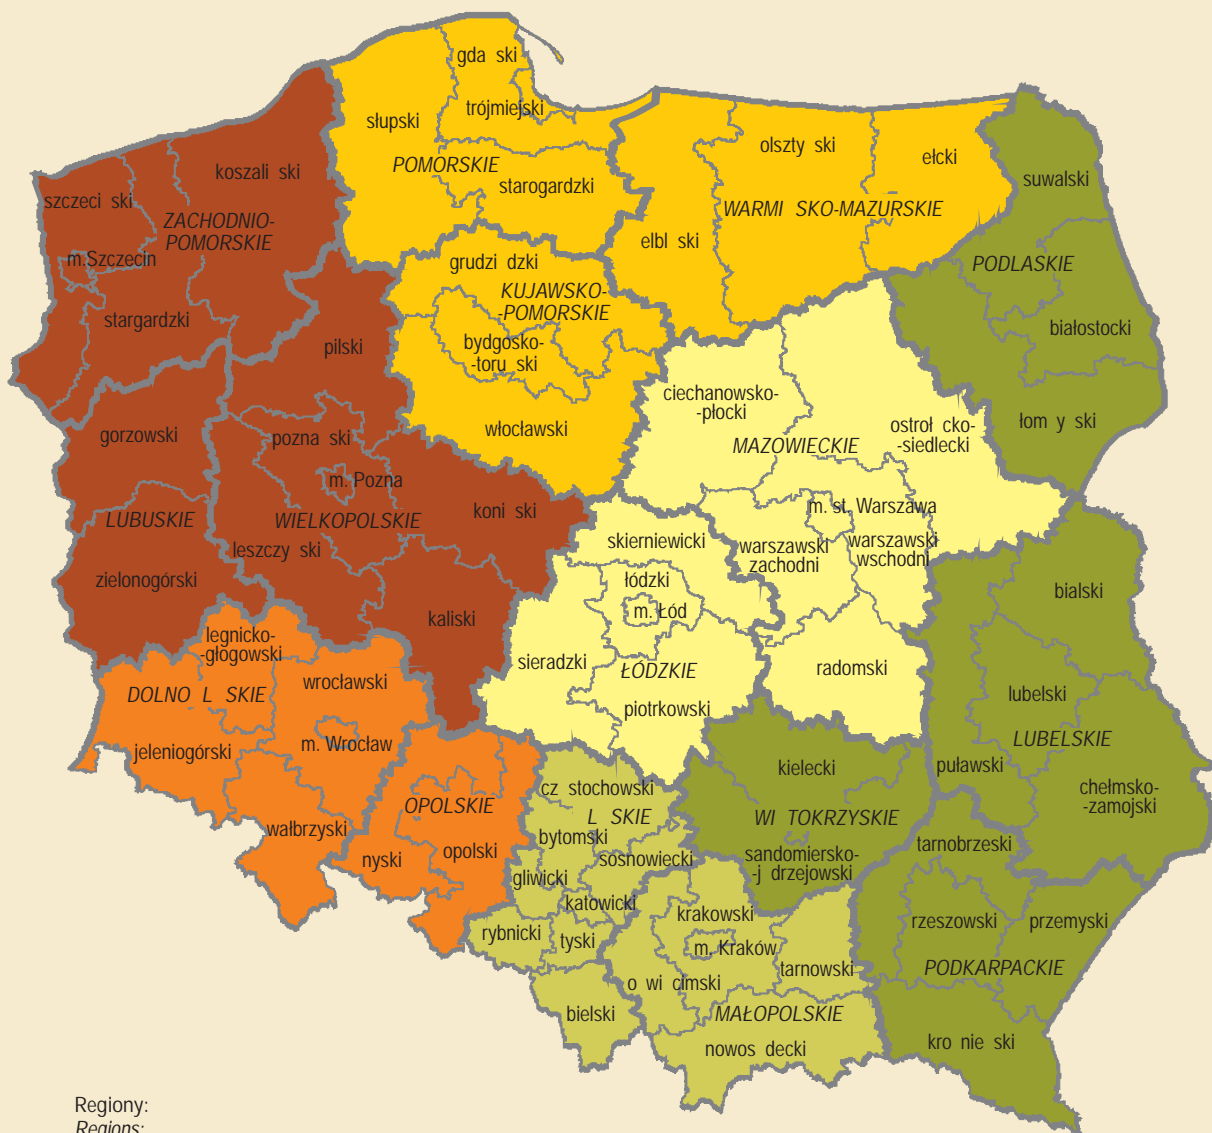 gda ski
trójmiejski
słupski
POMORSKIE
starogardzki
olszty ski
ełcki
WARMI SKO-MAZURSKIE
elbl ski
suwalski
PODLASKIE
białostocki
łom y ski
koszali ski
szczeci ski
ZACHODNIO-
POMORSKIE
m.Szczecin
stargardzki
grudzi dzki
KUJAWSKO-
-POMORSKIE
bydgosko-
-toru ski
włocławski
pilski
gorzowski
pozna ski
m. Pozna
LUBUSKIE
WIELKOPOLSKIE
koni ski
leszczy ski
zielonogórski
kaliski
ciechanowsko-
-płocki
MAZOWIECKIE
ostroł cko-
-siedlecki
m. st. Warszawa
warszawski
zachodni
warszawski
wschodni
radomski
skierniewicki
łódzki
m. Łód
sieradzki
ŁÓDZKIE
piotrkowski
bialski
lubelski
LUBELSKIE
puławski
chełmsko-
-zamojski
legnicko-
-głogowski
DOLNO L SKIE
wrocławski
jeleniogórski
m. Wrocław
wałbrzyski
OPOLSKIE
nyski
opolski
cz stochowski
L SKIE
bytomski
sosnowiecki
gliwicki
katowicki
rybnicki
tyski
bielski
kielecki
WI TOKRZYSKIE
sandomiersko-
-j drzejowski
krakowski
m. Kraków
tarnowski
o wi cimski
MAŁOPOLSKIE
nowos decki
tarnobrzeski
rzeszowski
przemyski
PODKARPACKIE
kro nie ski
Regiony:
Regions: